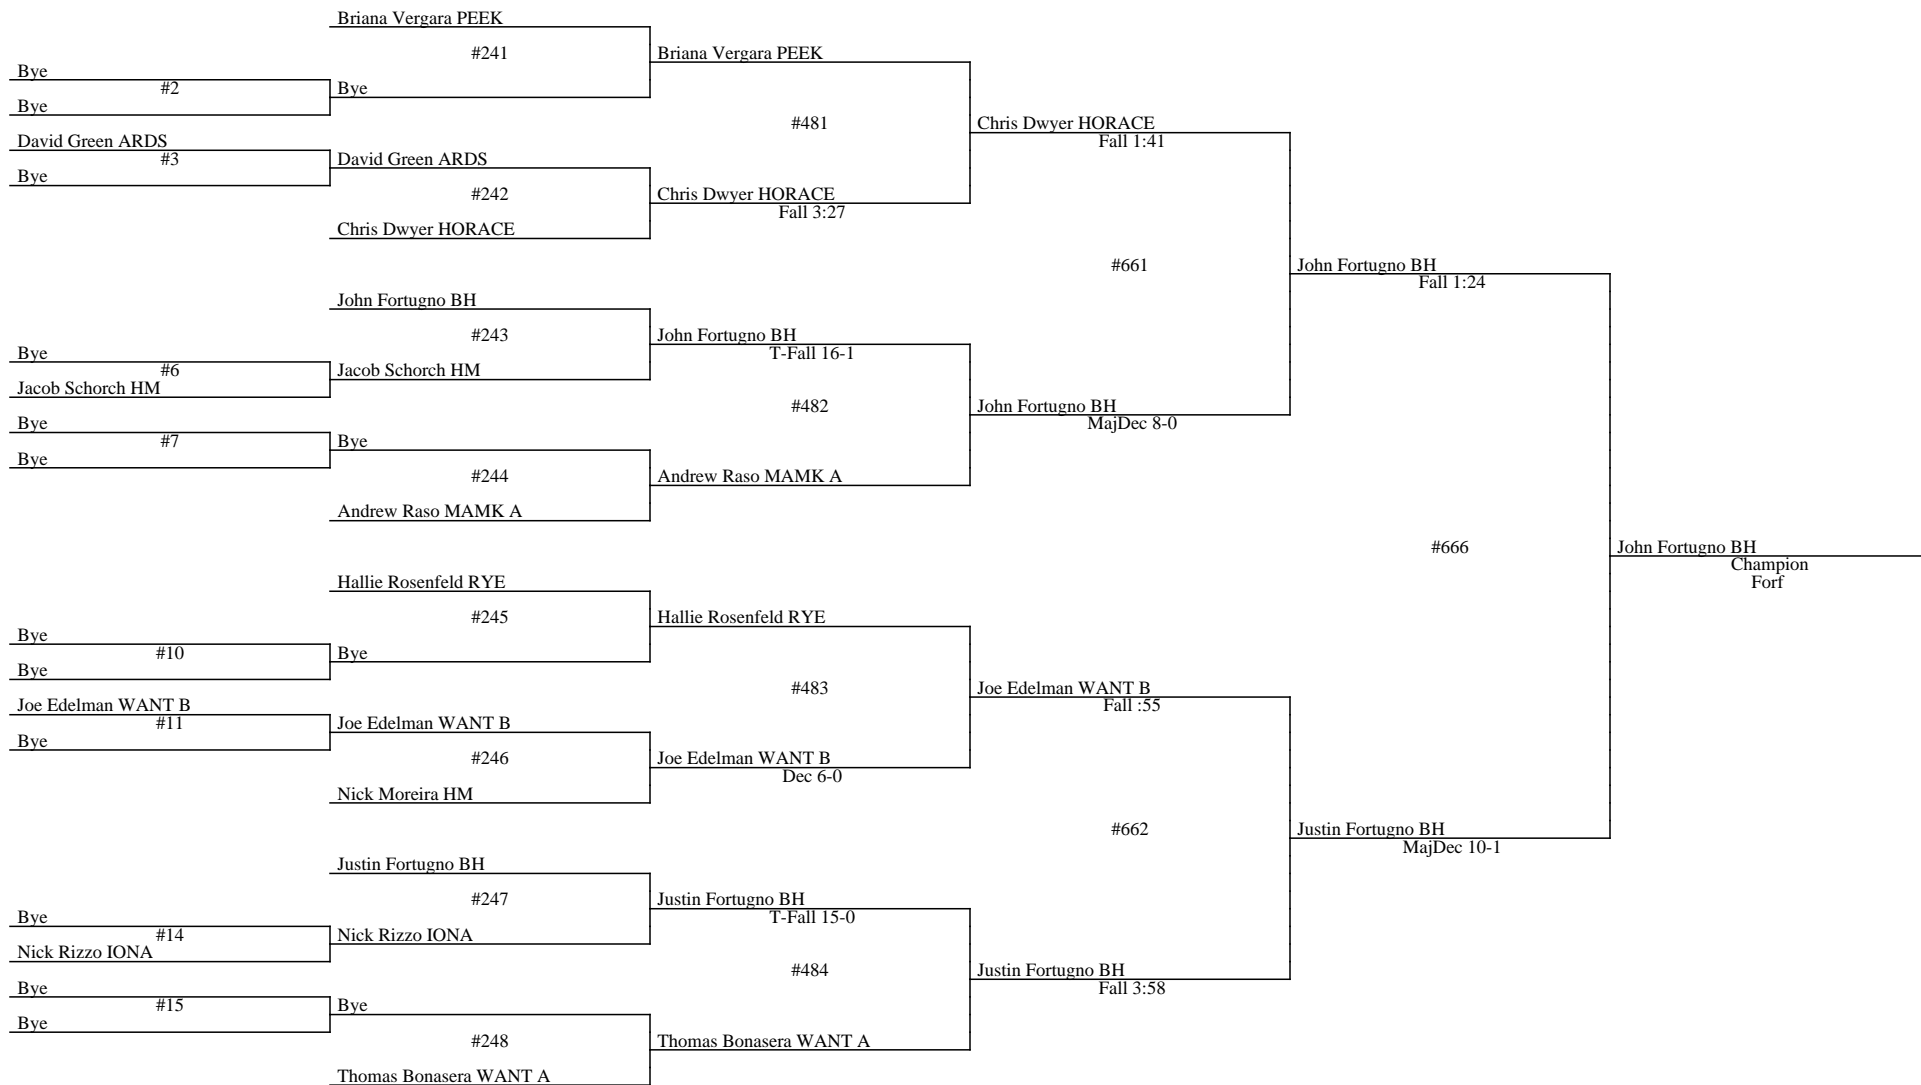 Briana Vergara PEEK
#241
Briana Vergara PEEK
Bye
#2
Bye
Bye
#481
Chris Dwyer HORACE
Fall 1:41
David Green ARDS
#3
David Green ARDS
Bye
#242
Chris Dwyer HORACE
Fall 3:27
Chris Dwyer HORACE
#661
John Fortugno BH
Fall 1:24
John Fortugno BH
#243
John Fortugno BH
T-Fall 16-1
Bye
#6
Jacob Schorch HM
Jacob Schorch HM
#482
John Fortugno BH
MajDec 8-0
Bye
#7
Bye
Bye
#244
Andrew Raso MAMK A
Andrew Raso MAMK A
#666
John Fortugno BH
Champion
Forf
Hallie Rosenfeld RYE
#245
Hallie Rosenfeld RYE
Bye
#10
Bye
Bye
#483
Joe Edelman WANT B
Fall :55
Joe Edelman WANT B
#11
Joe Edelman WANT B
Bye
#246
Joe Edelman WANT B
Dec 6-0
Nick Moreira HM
#662
Justin Fortugno BH
MajDec 10-1
Justin Fortugno BH
#247
Justin Fortugno BH
T-Fall 15-0
Bye
#14
Nick Rizzo IONA
Nick Rizzo IONA
#484
Justin Fortugno BH
Fall 3:58
Bye
#15
Bye
Bye
#248
Thomas Bonasera WANT A
Thomas Bonasera WANT A